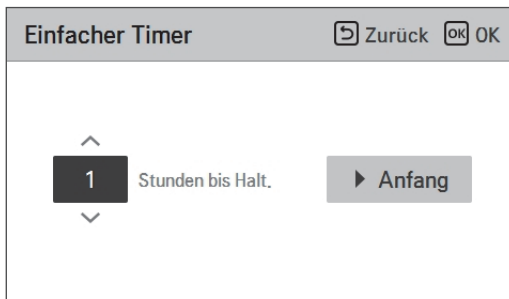 Einfacher Timer Zurück OK OK
1 Stunden bis Halt. Anfang